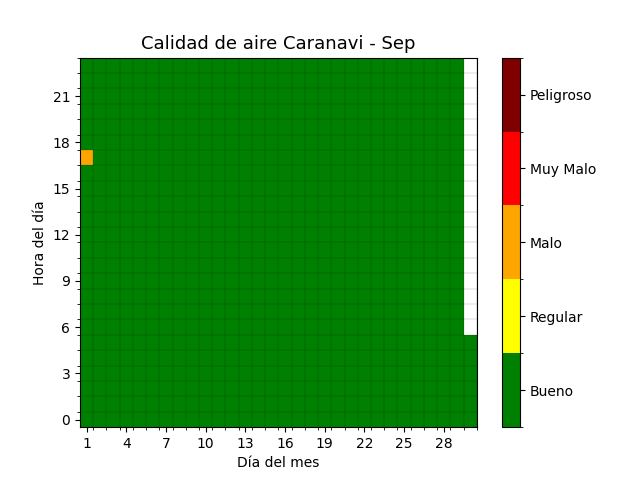 Calidad de aire Caranavi - Sep
Hora del día
21
18
15
12
9
6
3
0
1 4 7 10 13 16 19 22 25 28
Día del mes
Peligroso
Muy Malo
Malo
Regular
Bueno